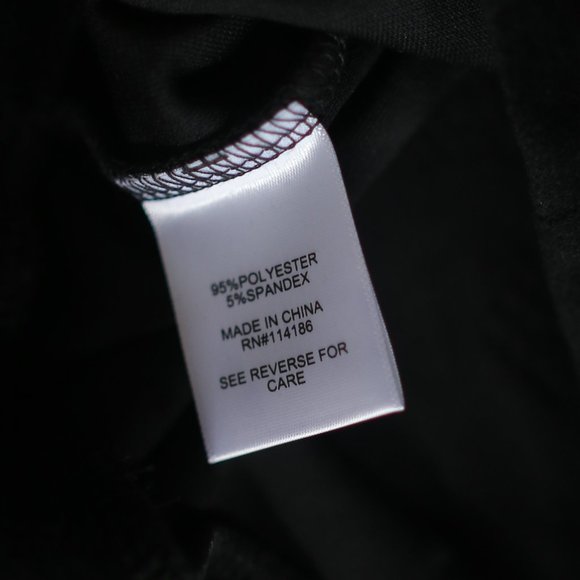 95%POLYESTER
5%SPANDEX
MADE IN CHINA
RN#114186
SEE REVERSE FOR
CARE